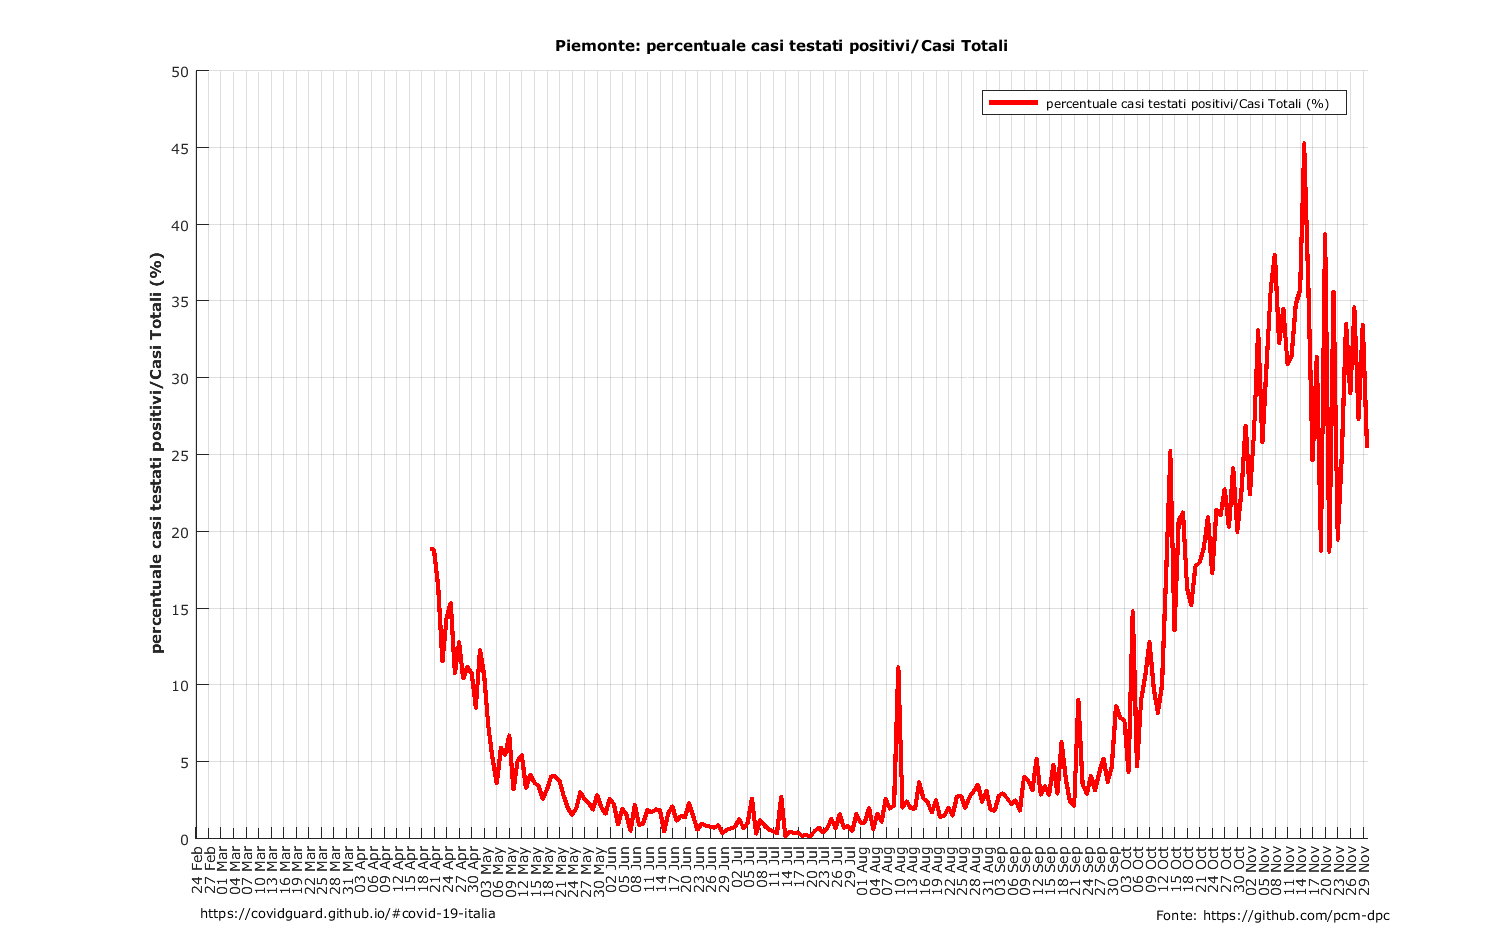 Piemonte: percentuale casi testati positivi/Casi Totali
percentuale casi testati positivi/Casi Totali (%)
percentuale casi testati positivi/Casi Totali (%)
50
45
40
35
30
25
20
15
10
5
0
24 Feb
27 Feb
01 Mar
04 Mar
07 Mar
10 Mar
13 Mar
16 Mar
19 Mar
22 Mar
25 Mar
28 Mar
31 Mar
03 Apr
06 Apr
09 Apr
12 Apr
15 Apr
18 Apr
21 Apr
24 Apr
27 Apr
30 Apr
03 May
06 May
09 May
12 May
15 May
18 May
21 May
24 May
27 May
30 May
02 Jun
05 Jun
08 Jun
11 Jun
14 Jun
17 Jun
20 Jun
23 Jun
26 Jun
29 Jun
02 Jul
05 Jul
08 Jul
11 Jul
14 Jul
17 Jul
20 Jul
23 Jul
26 Jul
29 Jul
01 Aug
04 Aug
07 Aug
10 Aug
13 Aug
16 Aug
19 Aug
22 Aug
25 Aug
28 Aug
31 Aug
03 Sep
06 Sep
09 Sep
12 Sep
15 Sep
18 Sep
21 Sep
24 Sep
27 Sep
30 Sep
03 Oct
06 Oct
09 Oct
12 Oct
15 Oct
18 Oct
21 Oct
24 Oct
27 Oct
30 Oct
02 Nov
05 Nov
08 Nov
11 Nov
14 Nov
17 Nov
20 Nov
23 Nov
26 Nov
29 Nov
https://covidguard.github.io/#covid-19-italia
Fonte: https://github.com/pcm-dpc